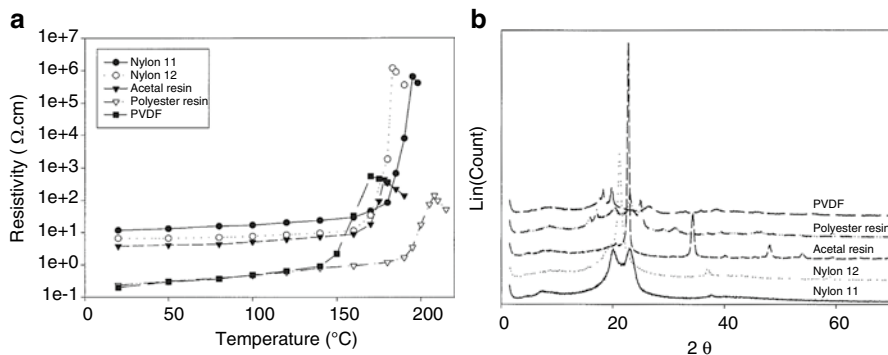 a
1e+7
1e+6
1e+5
1e+4
1e+3
1e+2
1e+1
1e+0
1e-1
Resistivity ( Ω.cm)
Nylon 11
Nylon 12
Acetal resin
Polyester resin
PVDF
0 50 100 150 200
Temperature (°C)
b
Lin(Count)
PVDF
Polyester resin
Acetal resin
Nylon 12
Nylon 11
0 20 40 60
2 θ